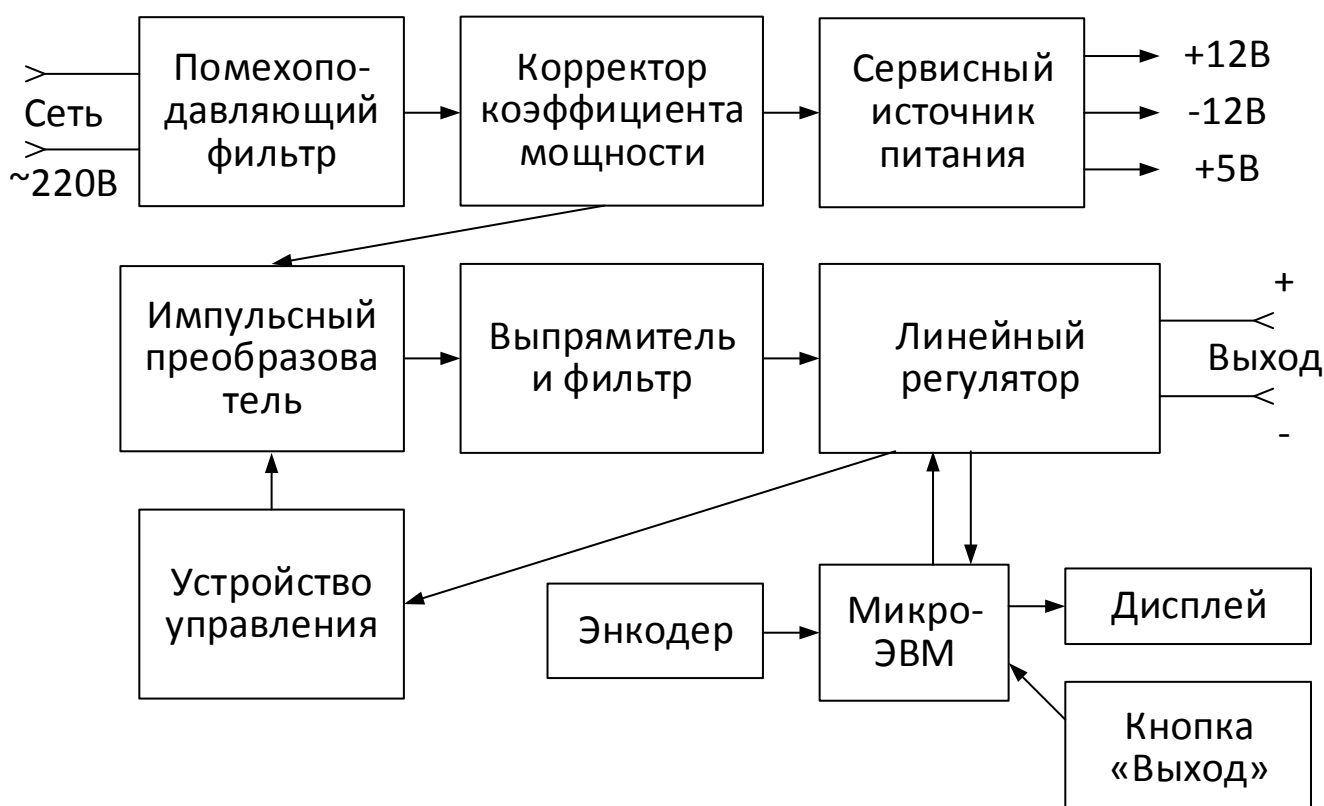 Сеть
~220В
Помехопо-
давляющий
фильтр
Корректор
коэффициента
мощности
Сервисный
источник
питания
+12В
-12В
+5В
Импульсный
преобразова
тель
Выпрямитель
и фильтр
Линейный
регулятор
+
Выход
-
Устройство
управления
Энкодер
Микро-
ЭВМ
Дисплей
Кнопка
«Выход»